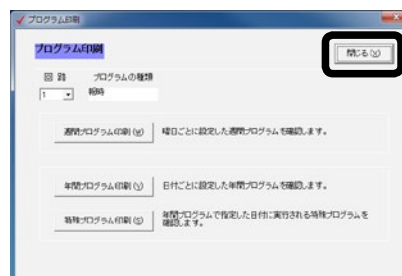 プログラム印刷
プログラム印刷
閉じる(X)
回 路 プログラムの種類
1 報時
週間プログラム印刷(W) 曜日ごとに設定した週間プログラムを確認します。
年間プログラム印刷(Y) 日付ごとに設定した年間プログラムを確認します。
特殊プログラム印刷(S) 年間プログラムで指定した日付に実行される特殊プログラムを
確認します。